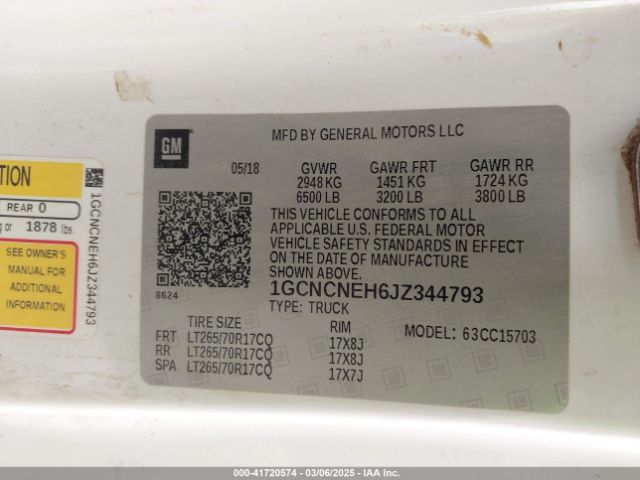 TION
REAR 0
g or 1878 lbs
SEE OWNER'S
MANUAL FOR
ADDITIONAL
INFORMATION
1GCNCNEH6JZ344793
GM
MFD BY GENERAL MOTORS LLC
05/18 GVWR GAWR FRT GAWR RR
2948 KG 1451 KG 1724 KG
6500 LB 3200 LB 3800 LB
THIS VEHICLE CONFORMS TO ALL
APPLICABLE U.S. FEDERAL MOTOR
VEHICLE SAFETY STANDARDS IN EFFECT
ON THE DATE OF MANUFACTURE
SHOWN ABOVE.
8624
1GCNCNEH6JZ344793
TYPE: TRUCK
TIRE SIZE RIM MODEL: 63CC15703
FRT LT265/70R17CQ 17X8J
RR LT265/70R17CQ 17X8J
SPA LT265/70R17CQ 17X7J
000-41720574 — 03/06/2025 — IAA Inc.